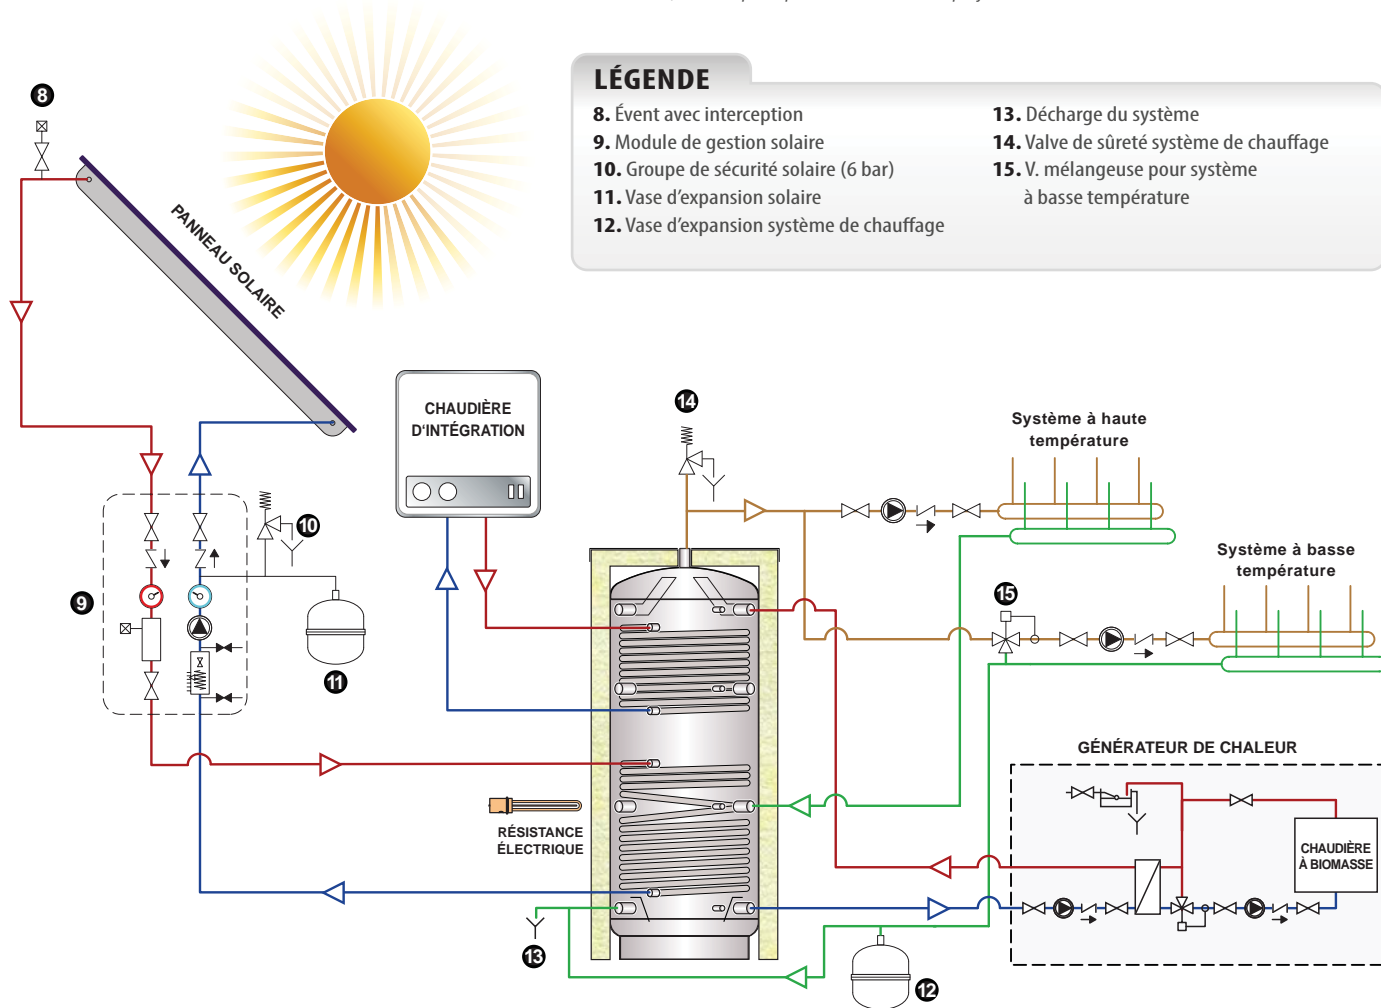 LÉGENDE
8. Évent avec interception
9. Module de gestion solaire
10. Groupe de sécurité solaire (6 bar)
11. Vase d'expansion solaire
12. Vase d'expansion système de chauffage
13. Décharge du système
14. Valve de sûreté système de chauffage
15. V. mélangeuse pour système
à basse température
8
PANNEAU SOLAIRE
CHAUDIÈRE
D'INTÉGRATION
14
Système à haute
température
10
Système à basse
température
9
15
11
GÉNÉRATEUR DE CHALEUR
RÉSISTANCE
ÉLECTRIQUE
CHAUDIÈRE
À BIOMASSE
13
12